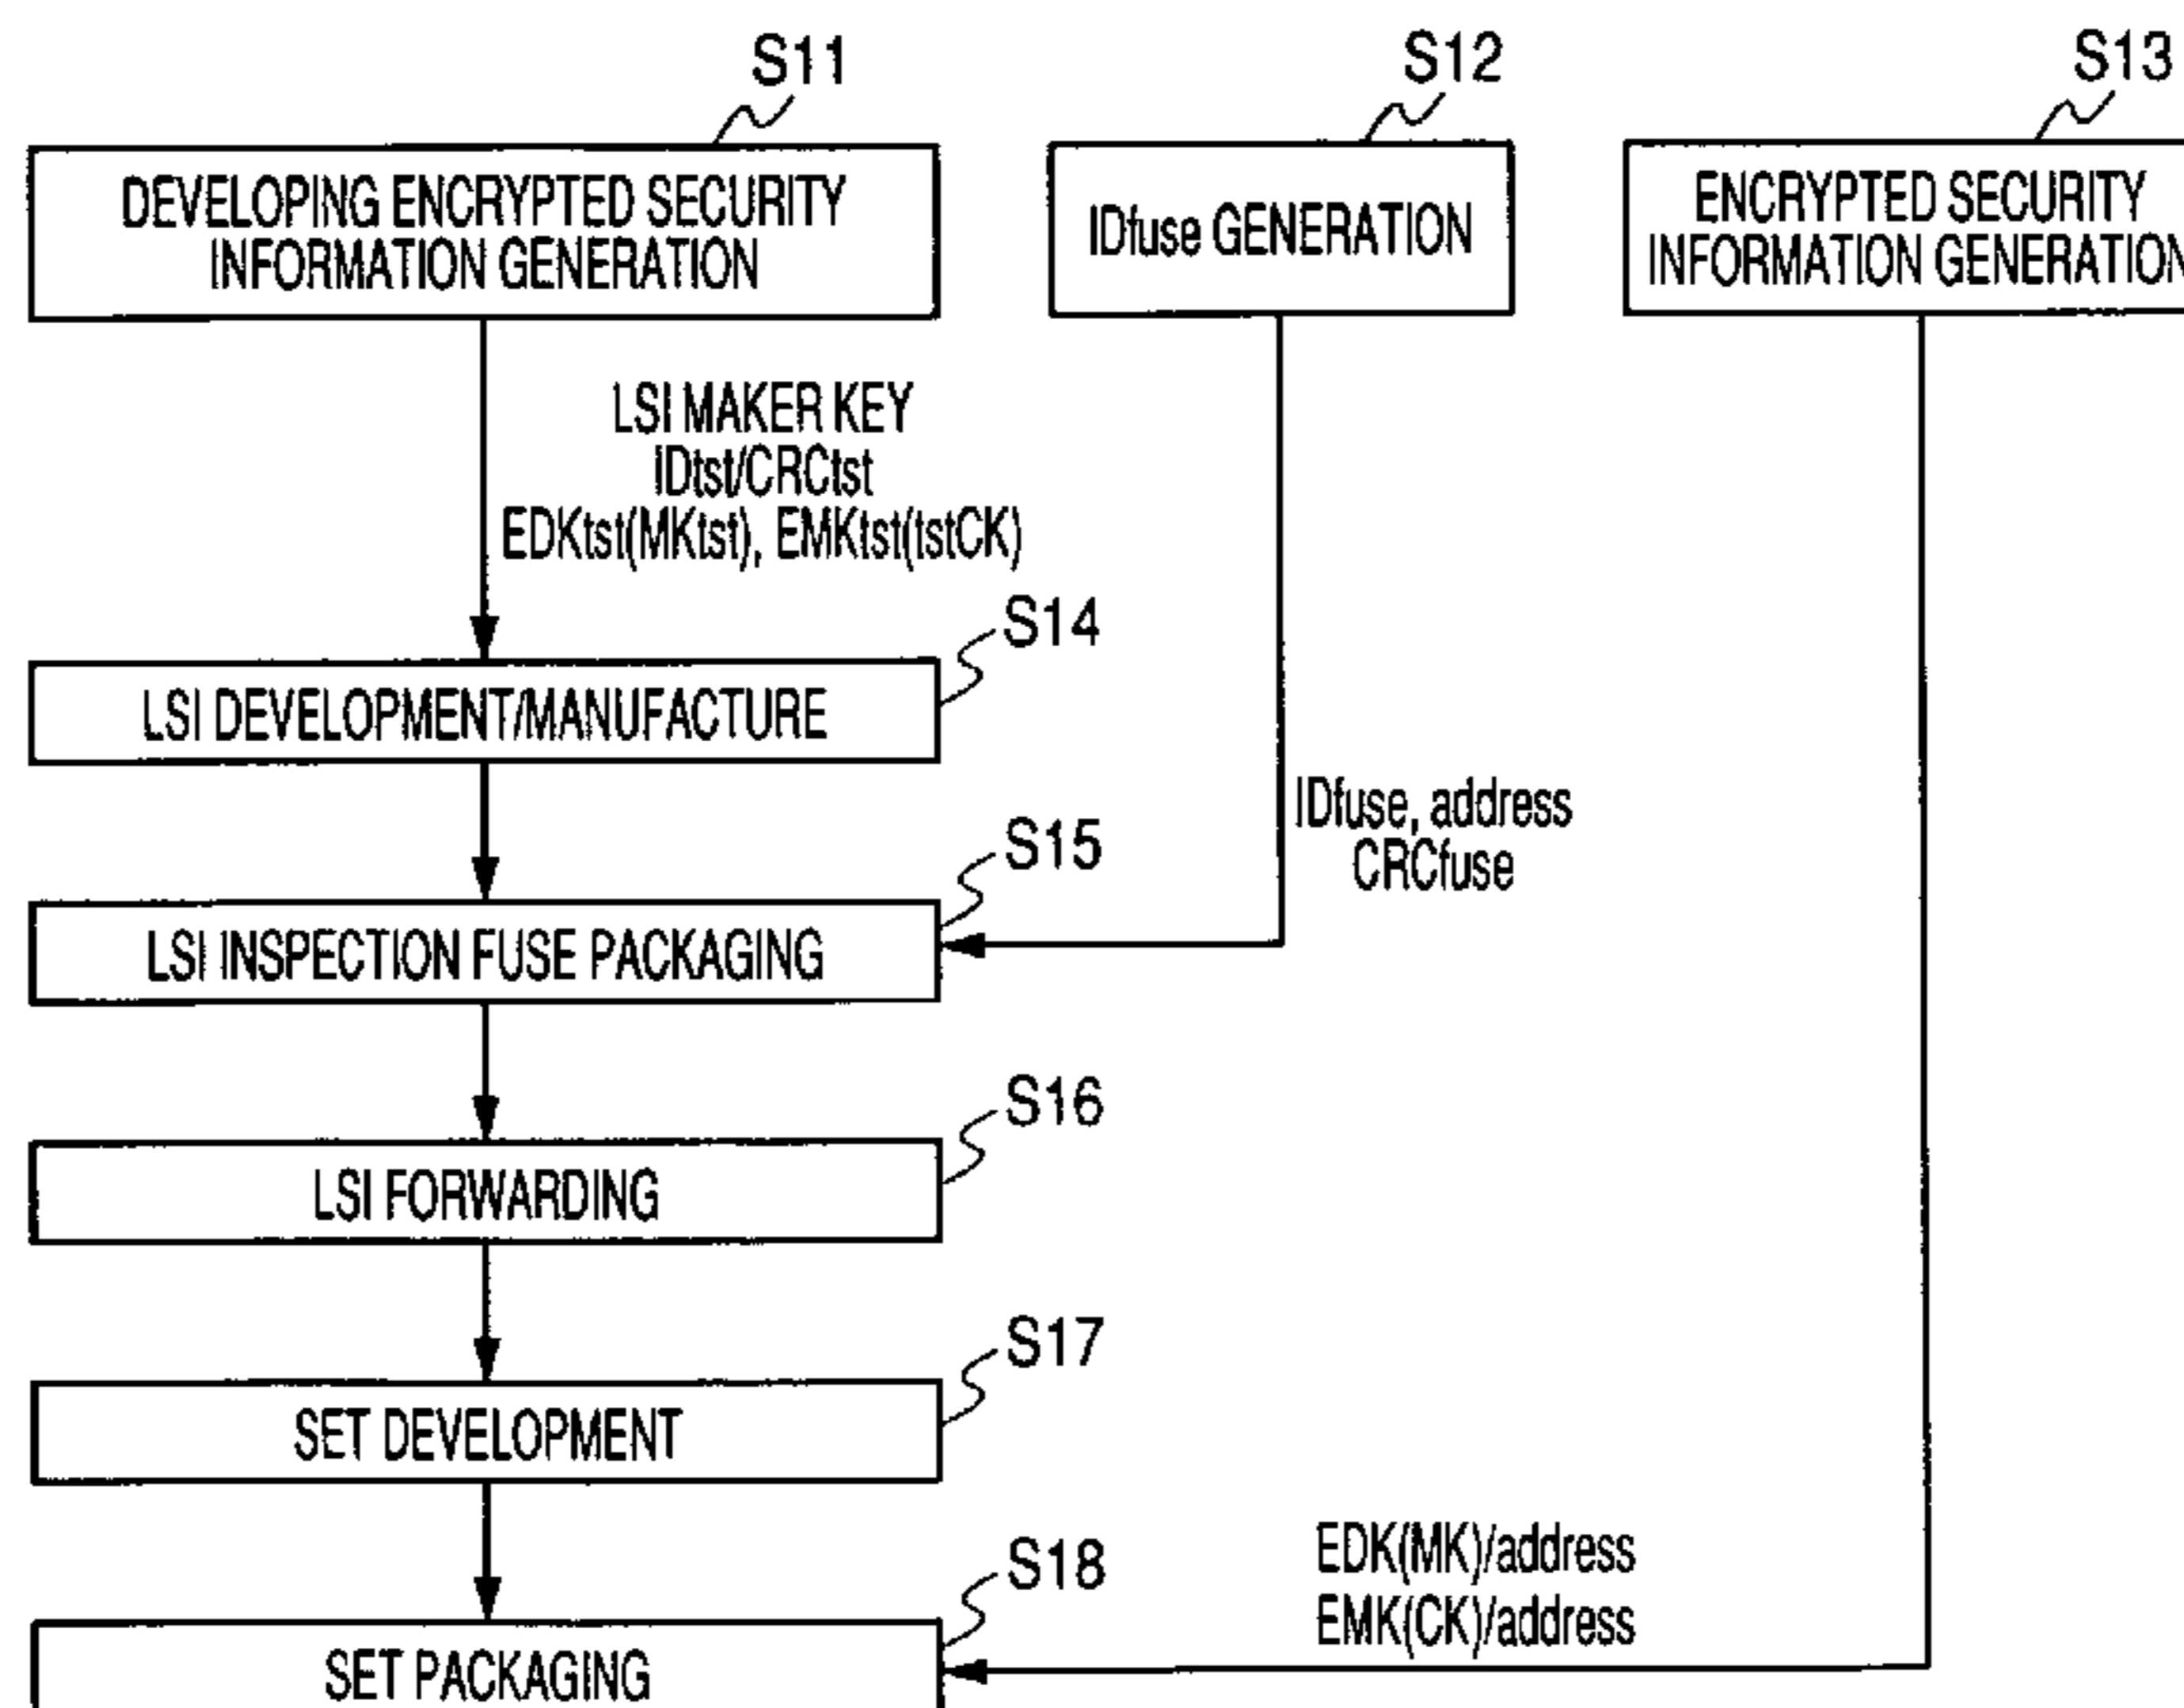 S11
S12
S13
DEVELOPING ENCRYPTED SECURITY
INFORMATION GENERATION
IDfuse GENERATION
ENCRYPTED SECURITY
INFORMATION GENERATION
LSI MAKER KEY
IDtst/CRCtst
EDKtst(MKtst), EMKtst(tstCK)
S14
LSI DEVELOPMENT/MANUFACTURE
IDfuse, address
CRCfuse
S15
LSI INSPECTION FUSE PACKAGING
S16
LSI FORWARDING
S17
SET DEVELOPMENT
EDK(MK)/address
EMK(CK)/address
S18
SET PACKAGING